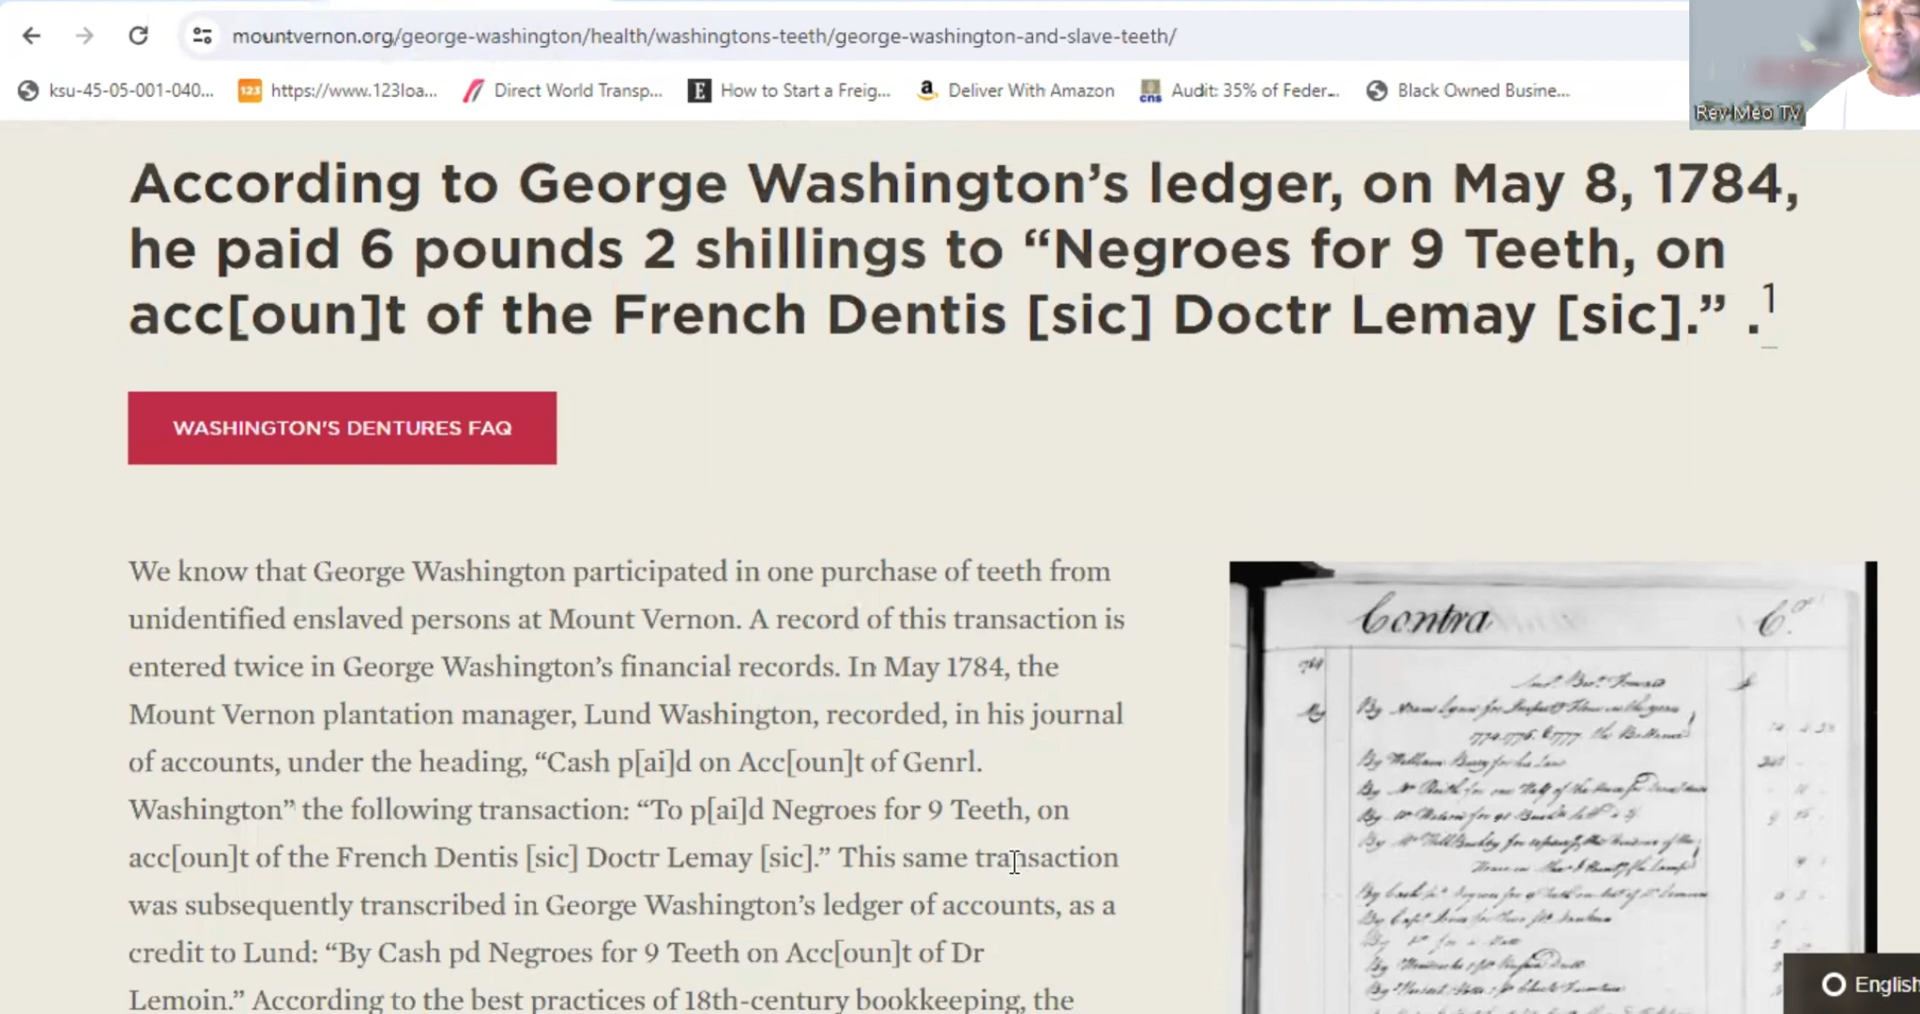 mountvernon.org/george-washington/health/washingtons-teeth/george-washington-and-slave-teeth/
ksu-45-05-001-040... 123 https://www.123loa... Direct World Transp... E How to Start a Freig... a Deliver With Amazon cns Audit: 35% of Feder... Black Owned Busine...
Rev Meo TV
According to George Washington’s ledger, on May 8, 1784,
he paid 6 pounds 2 shillings to “Negroes for 9 Teeth, on
acc[oun]t of the French Dentis [sic] Doctr Lemay [sic].” .1
WASHINGTON'S DENTURES FAQ
We know that George Washington participated in one purchase of teeth from
unidentified enslaved persons at Mount Vernon. A record of this transaction is
entered twice in George Washington’s financial records. In May 1784, the
Mount Vernon plantation manager, Lund Washington, recorded, in his journal
of accounts, under the heading, “Cash p[ai]d on Acc[oun]t of Genrl.
Washington” the following transaction: “To p[ai]d Negroes for 9 Teeth, on
acc[oun]t of the French Dentis [sic] Doctr Lemay [sic].” This same transaction
was subsequently transcribed in George Washington’s ledger of accounts, as a
credit to Lund: “By Cash pd Negroes for 9 Teeth on Acc[oun]t of Dr
Lemoin.” According to the best practices of 18th-century bookkeeping, the
Contra
1784
May
English